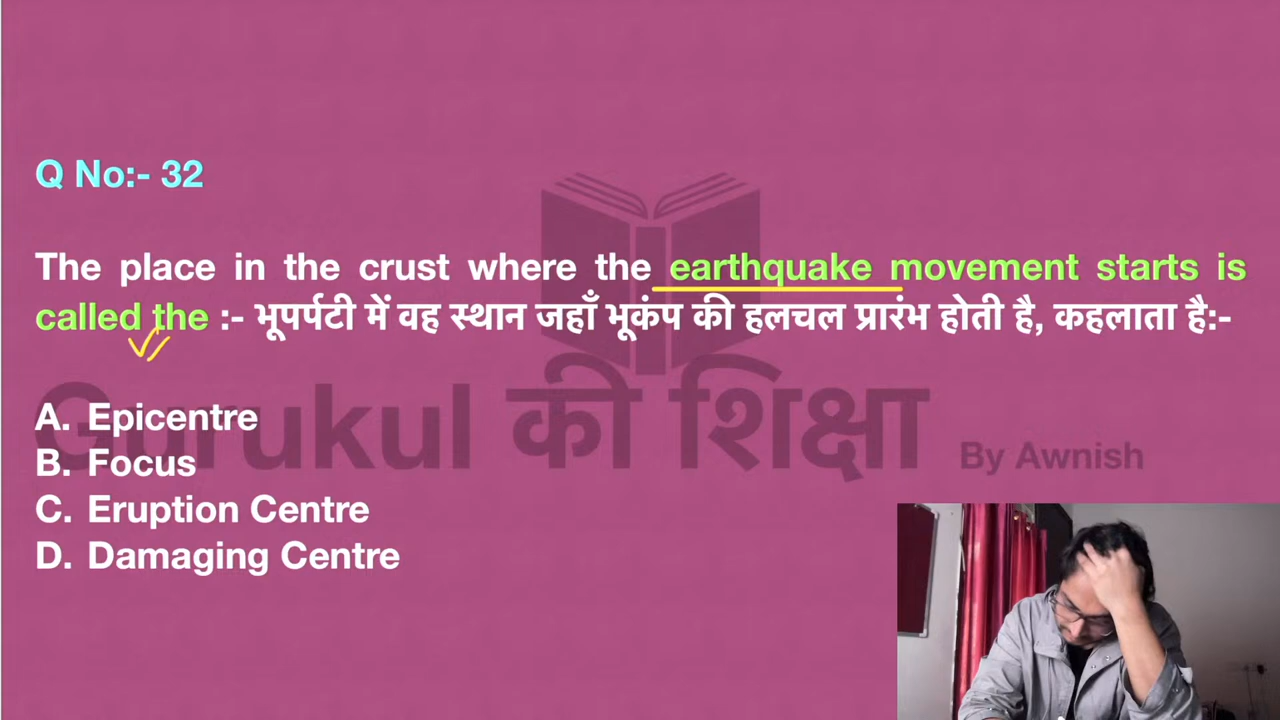 Q No:- 32
The place in the crust where the earthquake movement starts is
called the :- भूपर्पटी में वह स्थान जहाँ भूकंप की हलचल प्रारंभ होती है, कहलाता है:-
A. Epicentre
B. Focus
C. Eruption Centre
D. Damaging Centre
Gurukul की शिक्षा By Awnish